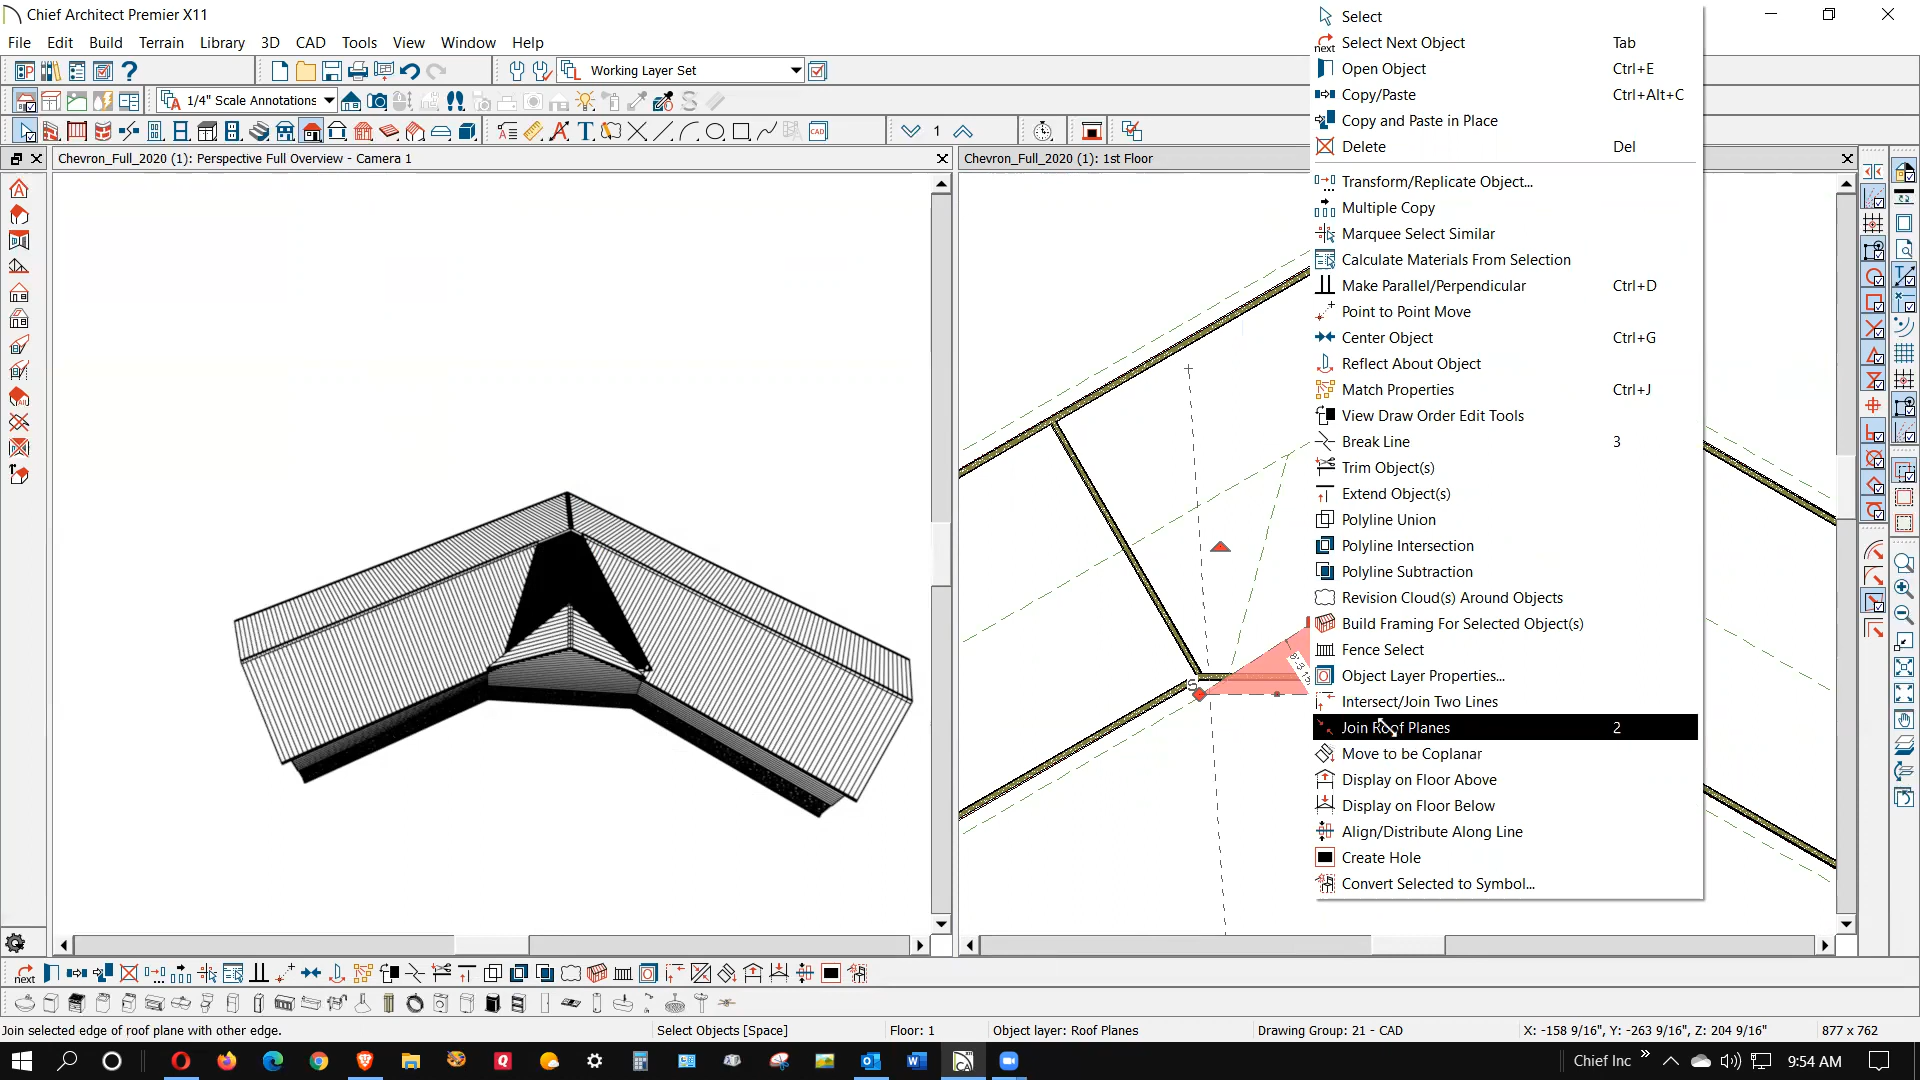 Chief Architect Premier X11
File Edit Build Terrain Library 3D CAD Tools View Window Help
Working Layer Set
1/4" Scale Annotations
1
Chevron_Full_2020 (1): Perspective Full Overview - Camera 1
Chevron_Full_2020 (1): 1st Floor
Select
Select Next Object Tab
Open Object Ctrl+E
Copy/Paste Ctrl+Alt+C
Copy and Paste in Place
Delete Del
Transform/Replicate Object...
Multiple Copy
Marquee Select Similar
Calculate Materials From Selection
Make Parallel/Perpendicular Ctrl+D
Point to Point Move
Center Object Ctrl+G
Reflect About Object
Match Properties Ctrl+J
View Draw Order Edit Tools
Break Line 3
Trim Object(s)
Extend Object(s)
Polyline Union
Polyline Intersection
Polyline Subtraction
Revision Cloud(s) Around Objects
Build Framing For Selected Object(s)
Fence Select
Object Layer Properties...
Intersect/Join Two Lines
Join Roof Planes 2
Move to be Coplanar
Display on Floor Above
Display on Floor Below
Align/Distribute Along Line
Create Hole
Convert Selected to Symbol...
Join selected edge of roof plane with other edge.
Select Objects [Space]
Floor: 1
Object layer: Roof Planes
Drawing Group: 21 - CAD
X: -158 9/16", Y: -263 9/16", Z: 204 9/16"
877 x 762
Chief Inc
9:54 AM